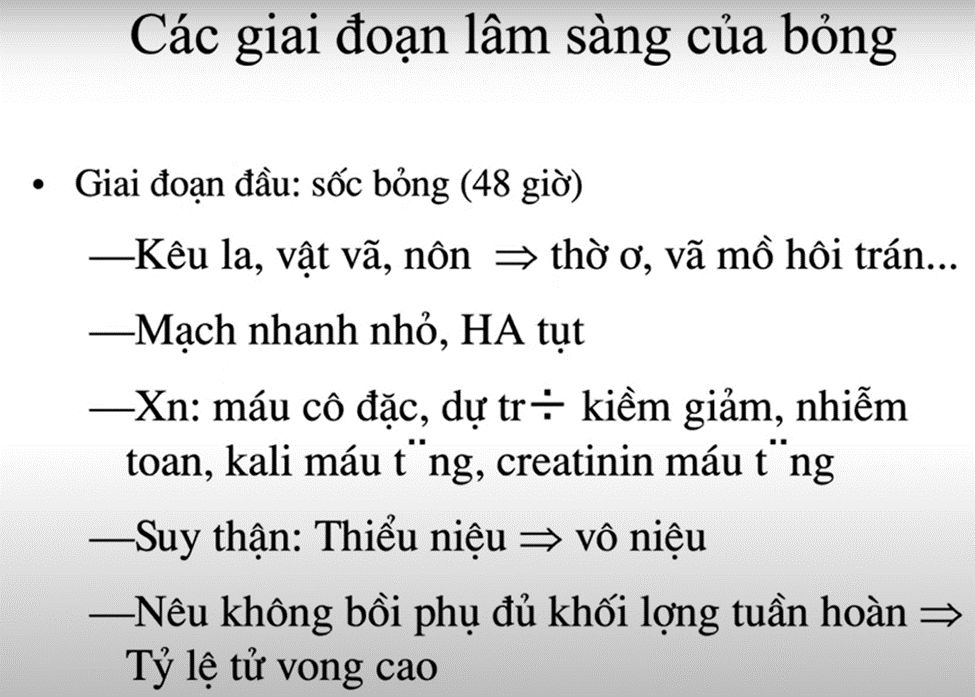 Các giai đoạn lâm sàng của bỏng
• Giai đoạn đầu: sốc bỏng (48 giờ)
—Kêu la, vật vã, nôn ⇒ thờ ơ, vã mồ hôi trán...
—Mạch nhanh nhỏ, HA tụt
—Xn: máu cô đặc, dự tr÷ kiềm giảm, nhiễm
toan, kali máu t¨ng, creatinin máu t¨ng
—Suy thận: Thiểu niệu ⇒ vô niệu
—Nêu không bồi phụ đủ khối lợng tuần hoàn ⇒
Tỷ lệ tử vong cao